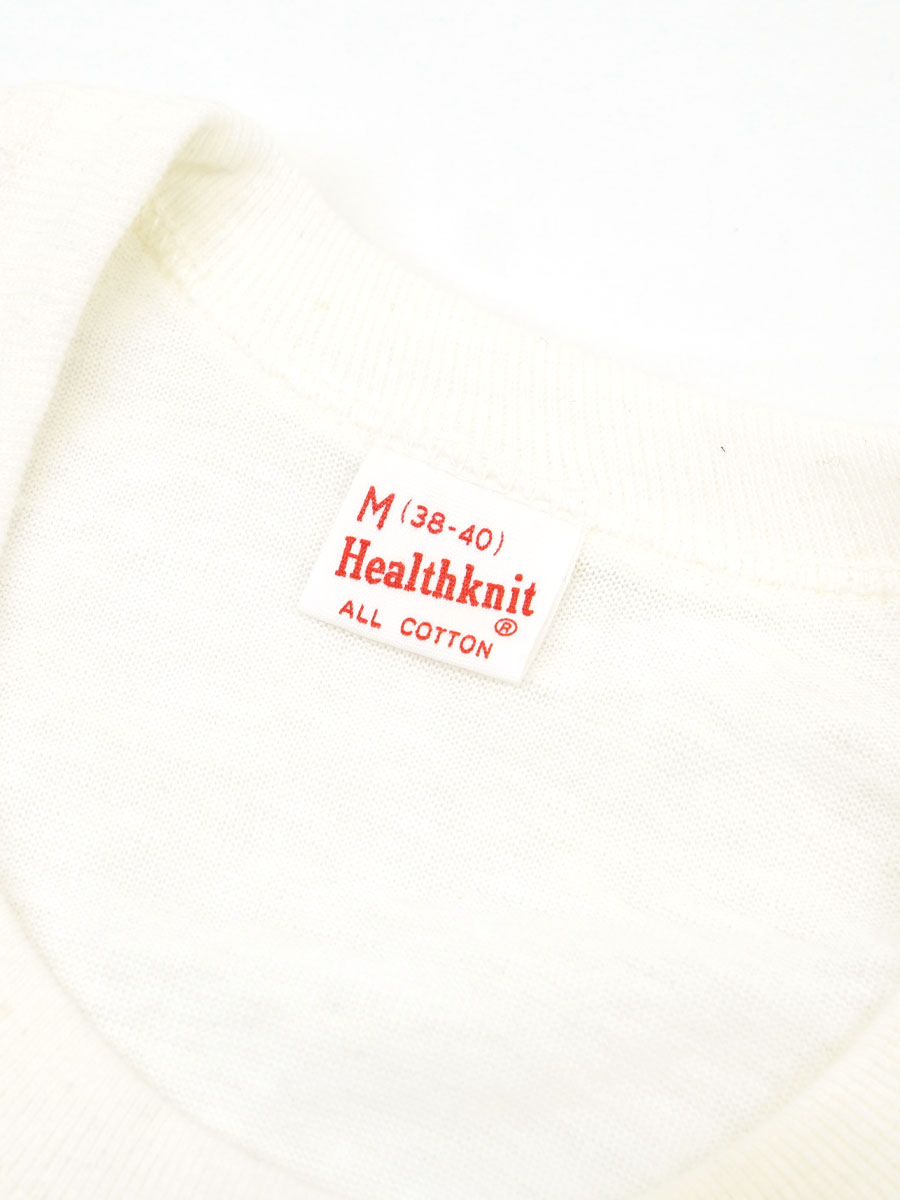 M (38-40)
Healthknit®
ALL COTTON